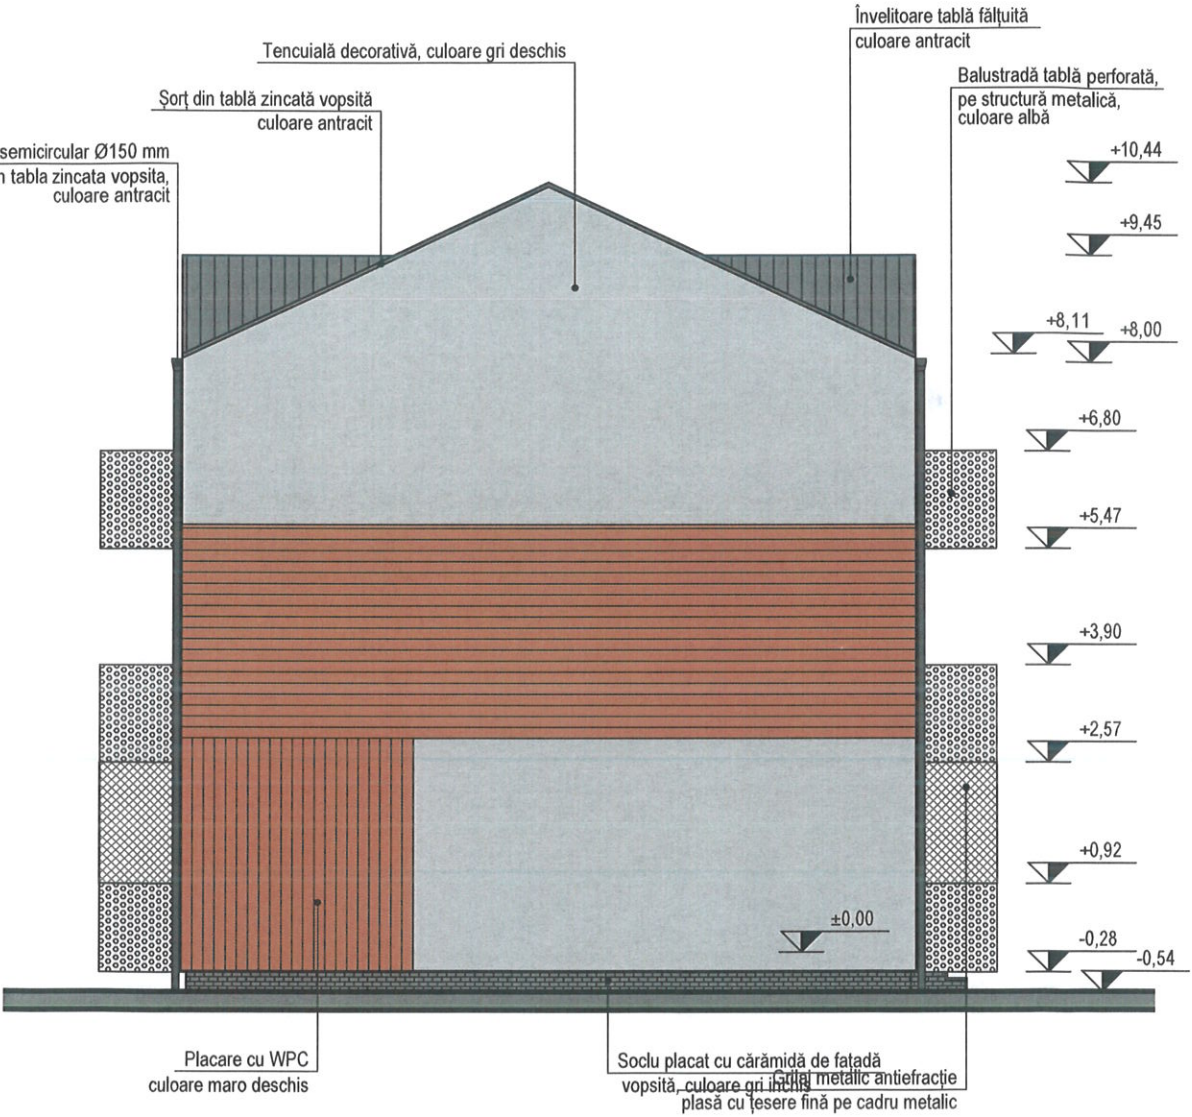 Învelitoare tablă fălțuită
culoare antracit
Tencuială decorativă, culoare gri deschis
Balustradă tablă perforată,
pe structură metalică,
culoare albă
Șorț din tablă zincată vopsită
culoare antracit
semicircular Ø150 mm
n tabla zincata vopsita,
culoare antracit
+10,44
+9,45
+8,11
+8,00
+6,80
+5,47
+3,90
+2,57
+0,92
±0,00
-0,28
-0,54
Placare cu WPC
culoare maro deschis
Soclu placat cu cărămidă de fațadă
vopsită, culoare gri inchis
Grilaj metalic antiefracție
plasă cu țesere fină pe cadru metalic